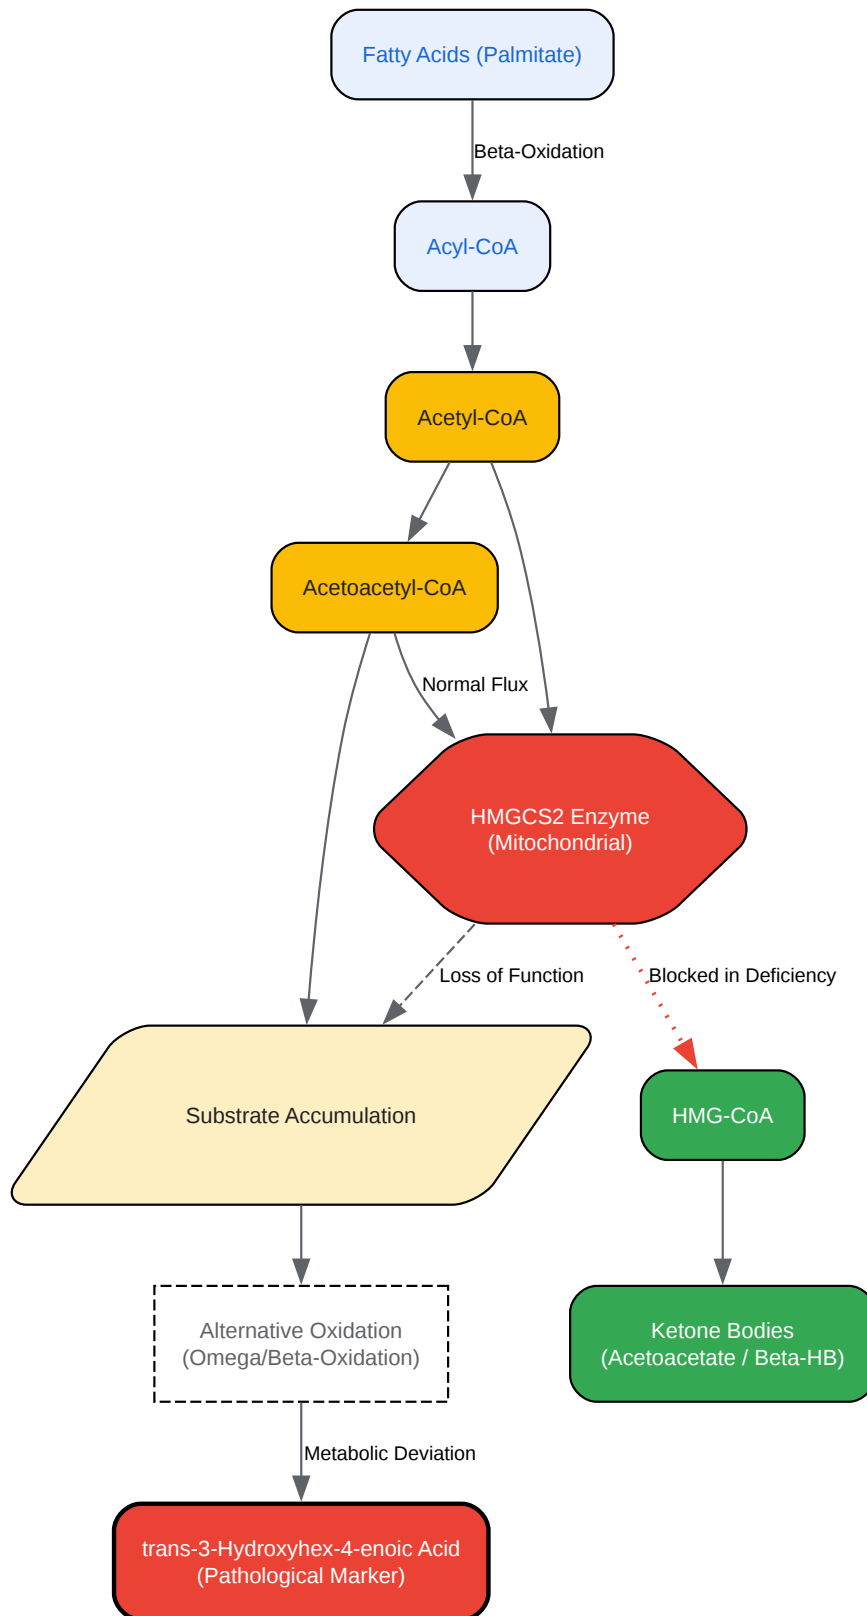 Fatty Acids (Palmitate)
Beta-Oxidation
Acyl-CoA
Acetyl-CoA
Acetoacetyl-CoA
Normal Flux
HMGCS2 Enzyme
(Mitochondrial)
Loss of Function
Blocked in Deficiency
Substrate Accumulation
HMG-CoA
Alternative Oxidation
(Omega/Beta-Oxidation)
Ketone Bodies
(Acetoacetate / Beta-HB)
Metabolic Deviation
trans-3-Hydroxyhex-4-enoic Acid
(Pathological Marker)